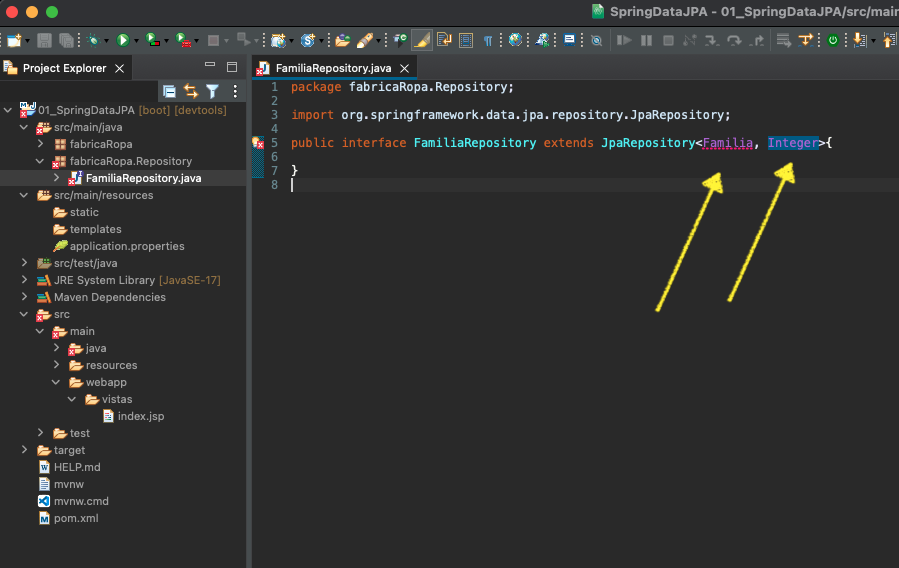 SpringDataJPA - 01_SpringDataJPA/src/mair
Project Explorer
FamiliaRepository.java
01_SpringDataJPA [boot] [devtools]
src/main/java
fabricaRopa
fabricaRopa.Repository
FamiliaRepository.java
src/main/resources
static
templates
application.properties
src/test/java
JRE System Library [JavaSE-17]
Maven Dependencies
src
main
java
resources
webapp
vistas
index.jsp
test
target
HELP.md
mvnw
mvnw.cmd
pom.xml
1 package fabricaRopa.Repository;
2
3 import org.springframework.data.jpa.repository.JpaRepository;
4
5 public interface FamiliaRepository extends JpaRepository<Familia, Integer>{
6
7 }
8